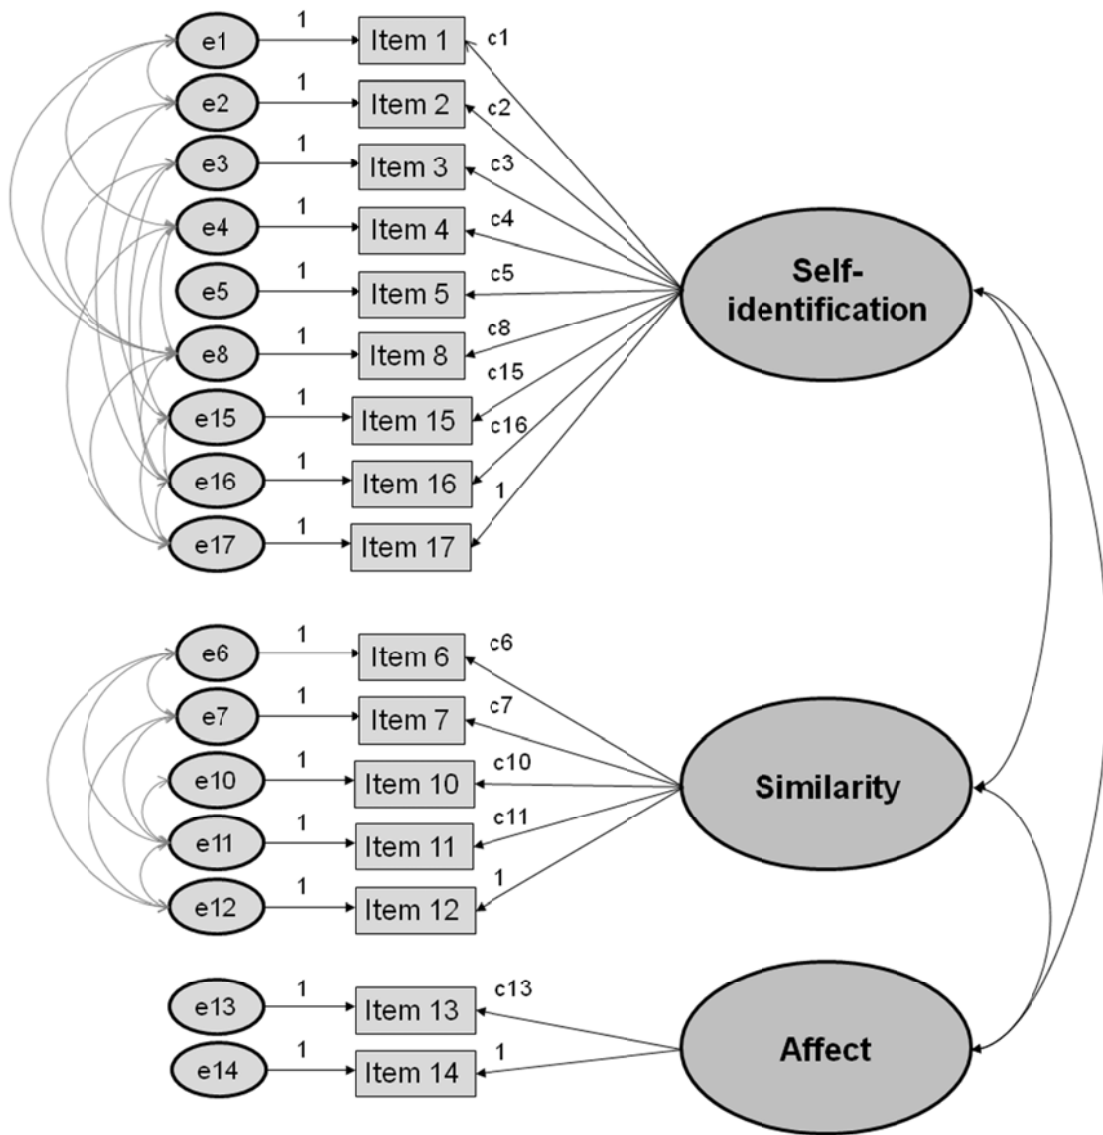 e1 1 Item 1 c1
e2 1 Item 2 c2
e3 1 Item 3 c3
e4 1 Item 4 c4
e5 1 Item 5 c5
e8 1 Item 8 c8
e15 1 Item 15 c15
e16 1 Item 16 c16
e17 1 Item 17 1
Self-
identification
e6 1 Item 6 c6
e7 1 Item 7 c7
e10 1 Item 10 c10
e11 1 Item 11 c11
e12 1 Item 12 1
Similarity
e13 1 Item 13 c13
e14 1 Item 14 1
Affect